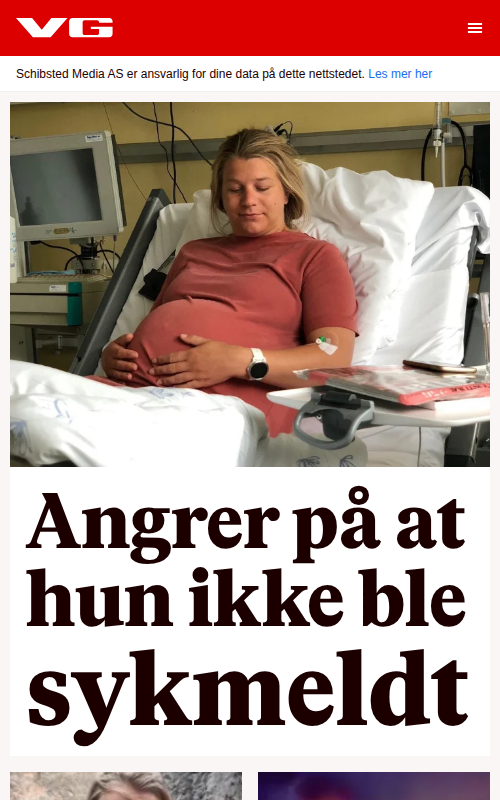 VG
Schibsted Media AS er ansvarlig for dine data på dette nettstedet. Les mer her
Angrer på at
hun ikke ble
sykmeldt